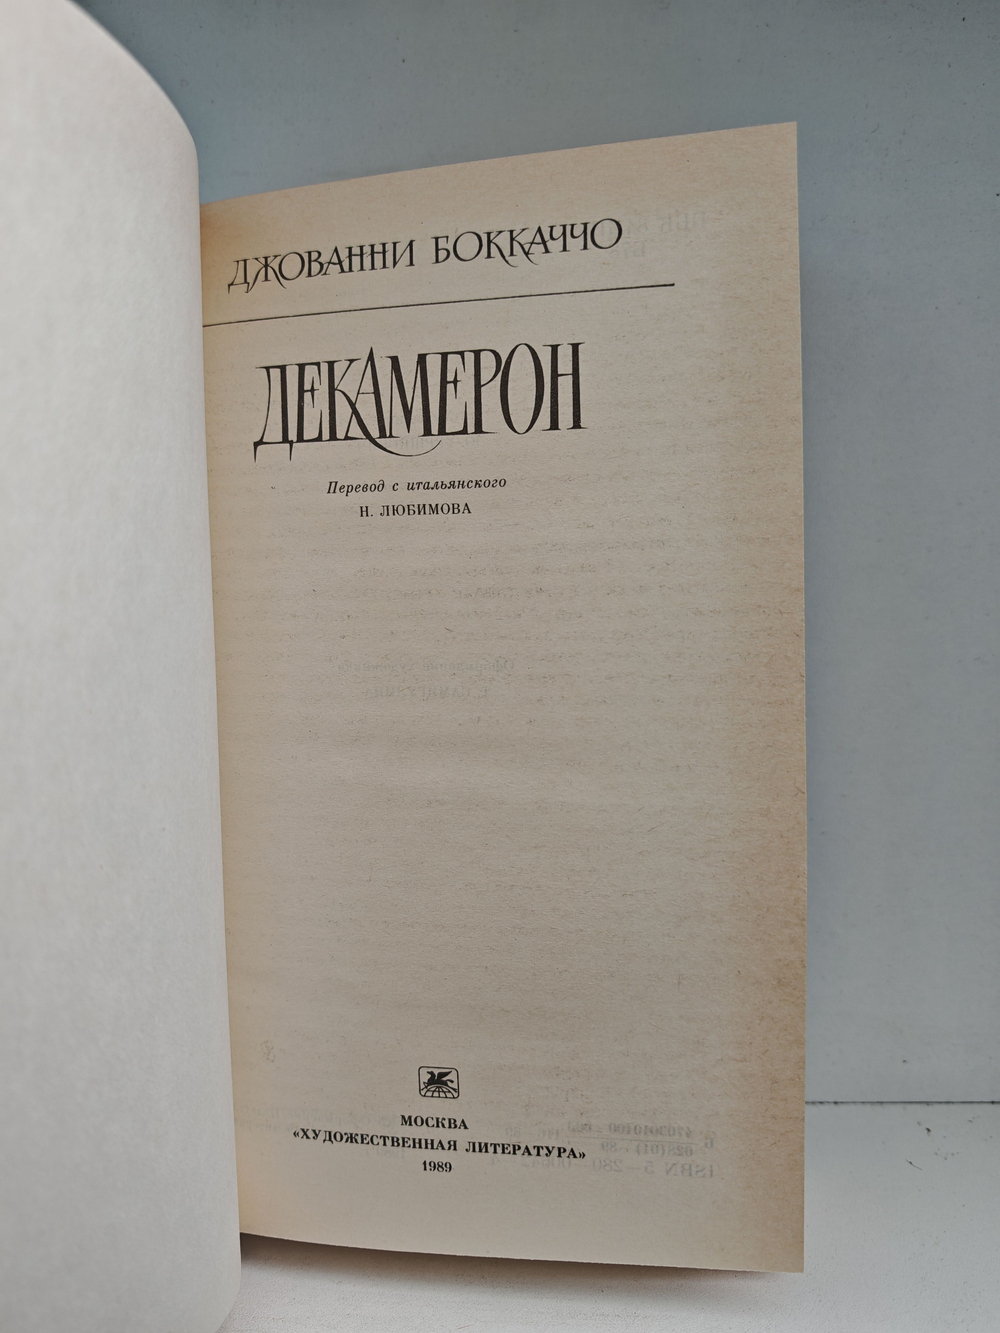 ДЖОВАННИ БОККАЧЧО
ДЕКАМЕРОН
Перевод с итальянского
Н. ЛЮБИМОВА
МОСКВА
«ХУДОЖЕСТВЕННАЯ ЛИТЕРАТУРА»
1989